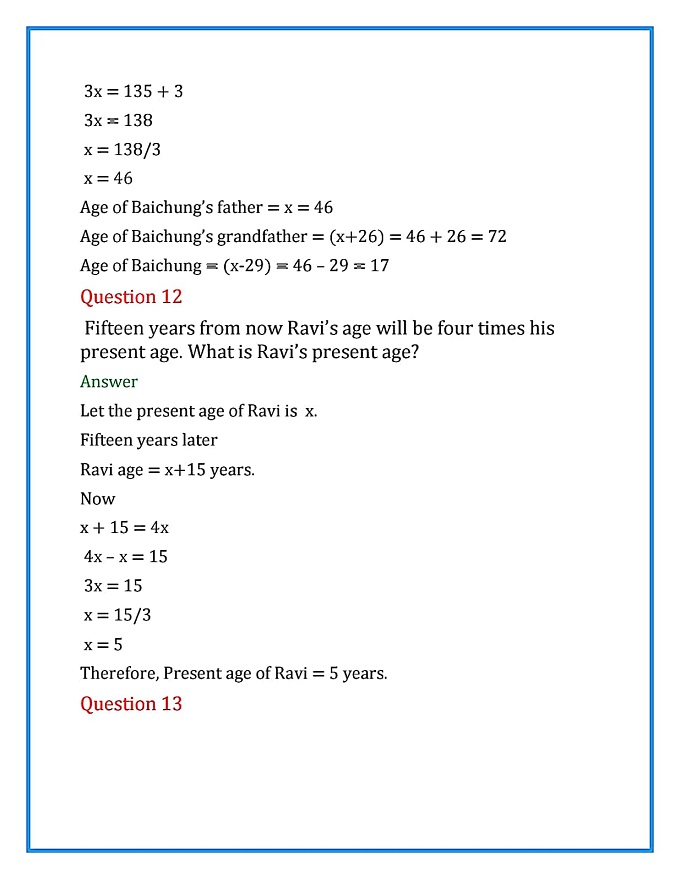 3x = 135 + 3
3x = 138
x = 138/3
x = 46
Age of Baichung’s father = x = 46
Age of Baichung’s grandfather = (x+26) = 46 + 26 = 72
Age of Baichung = (x-29) = 46 – 29 = 17
Question 12
Fifteen years from now Ravi’s age will be four times his
present age. What is Ravi’s present age?
Answer
Let the present age of Ravi is x.
Fifteen years later
Ravi age = x+15 years.
Now
x + 15 = 4x
4x – x = 15
3x = 15
x = 15/3
x = 5
Therefore, Present age of Ravi = 5 years.
Question 13